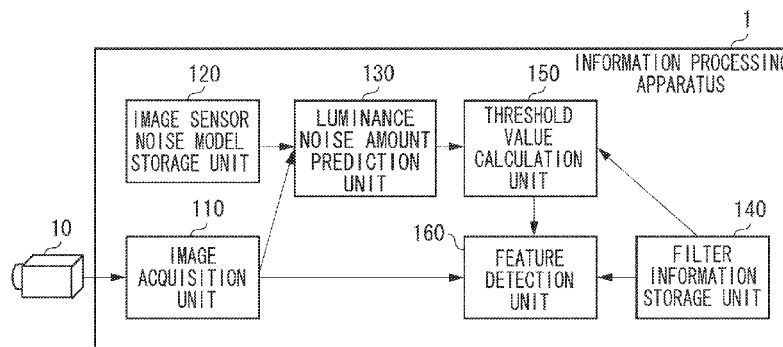 1
INFORMATION PROCESSING
APPARATUS
120
IMAGE SENSOR
NOISE MODEL
STORAGE UNIT
130
LUMINANCE
NOISE AMOUNT
PREDICTION
UNIT
150
THRESHOLD
VALUE
CALCULATION
UNIT
10
110
IMAGE
ACQUISITION
UNIT
160
FEATURE
DETECTION
UNIT
140
FILTER
INFORMATION
STORAGE UNIT